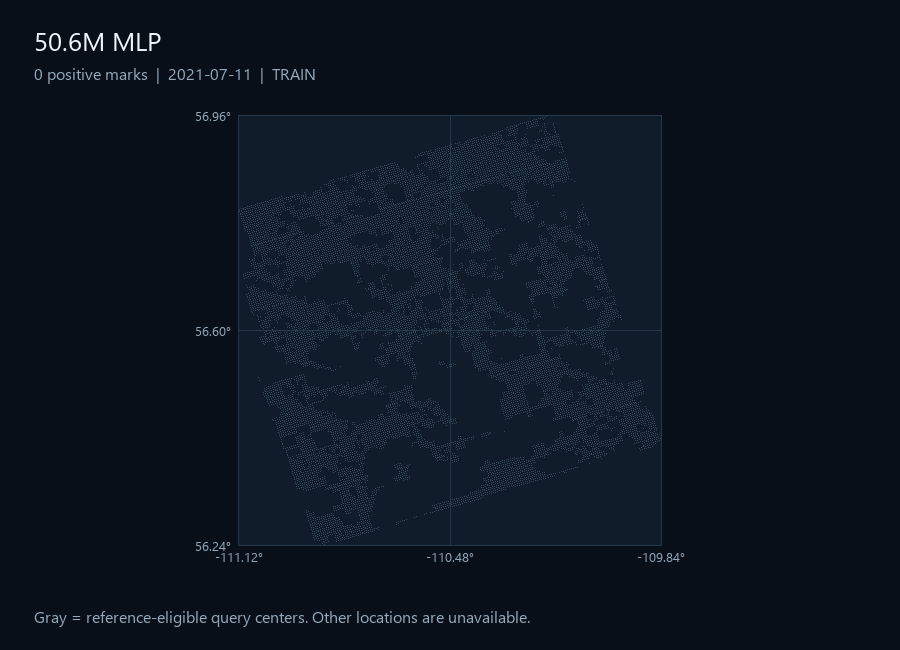 50.6M MLP
0 positive marks | 2021-07-11 | TRAIN
56.96°
56.60°
56.24°
-111.12°
-110.48°
-109.84°
Gray = reference-eligible query centers. Other locations are unavailable.